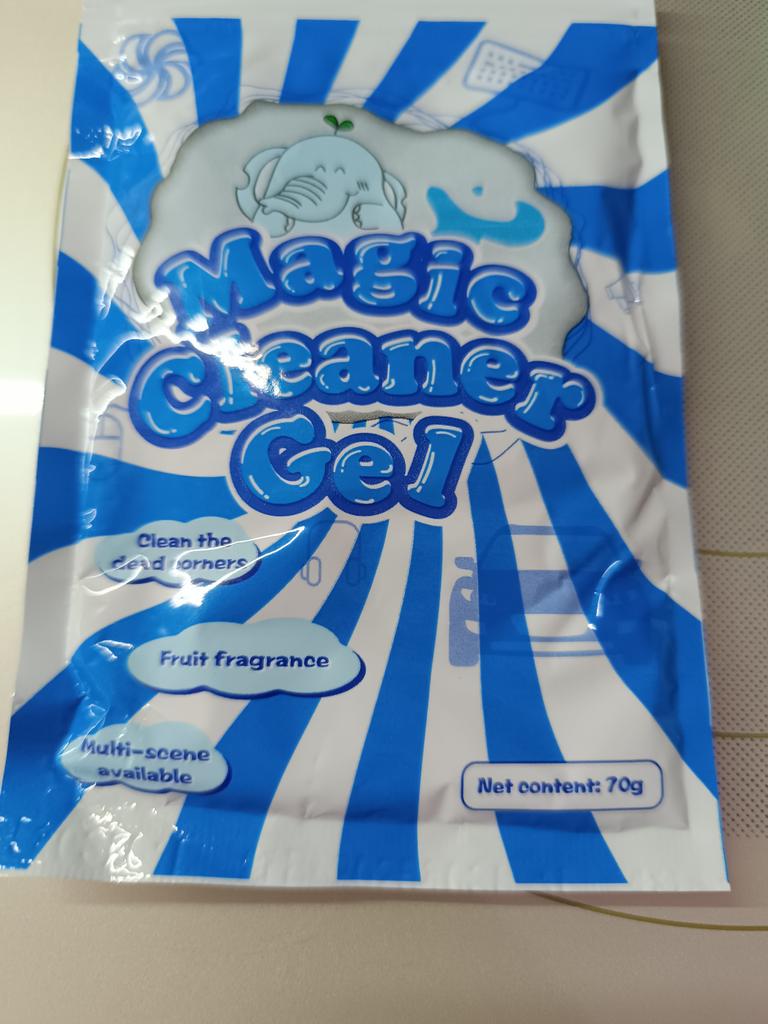 Magic
Cleaner
Gel
Clean the
dead corners
Fruit fragrance
Multi-scene
available
Net content: 70g